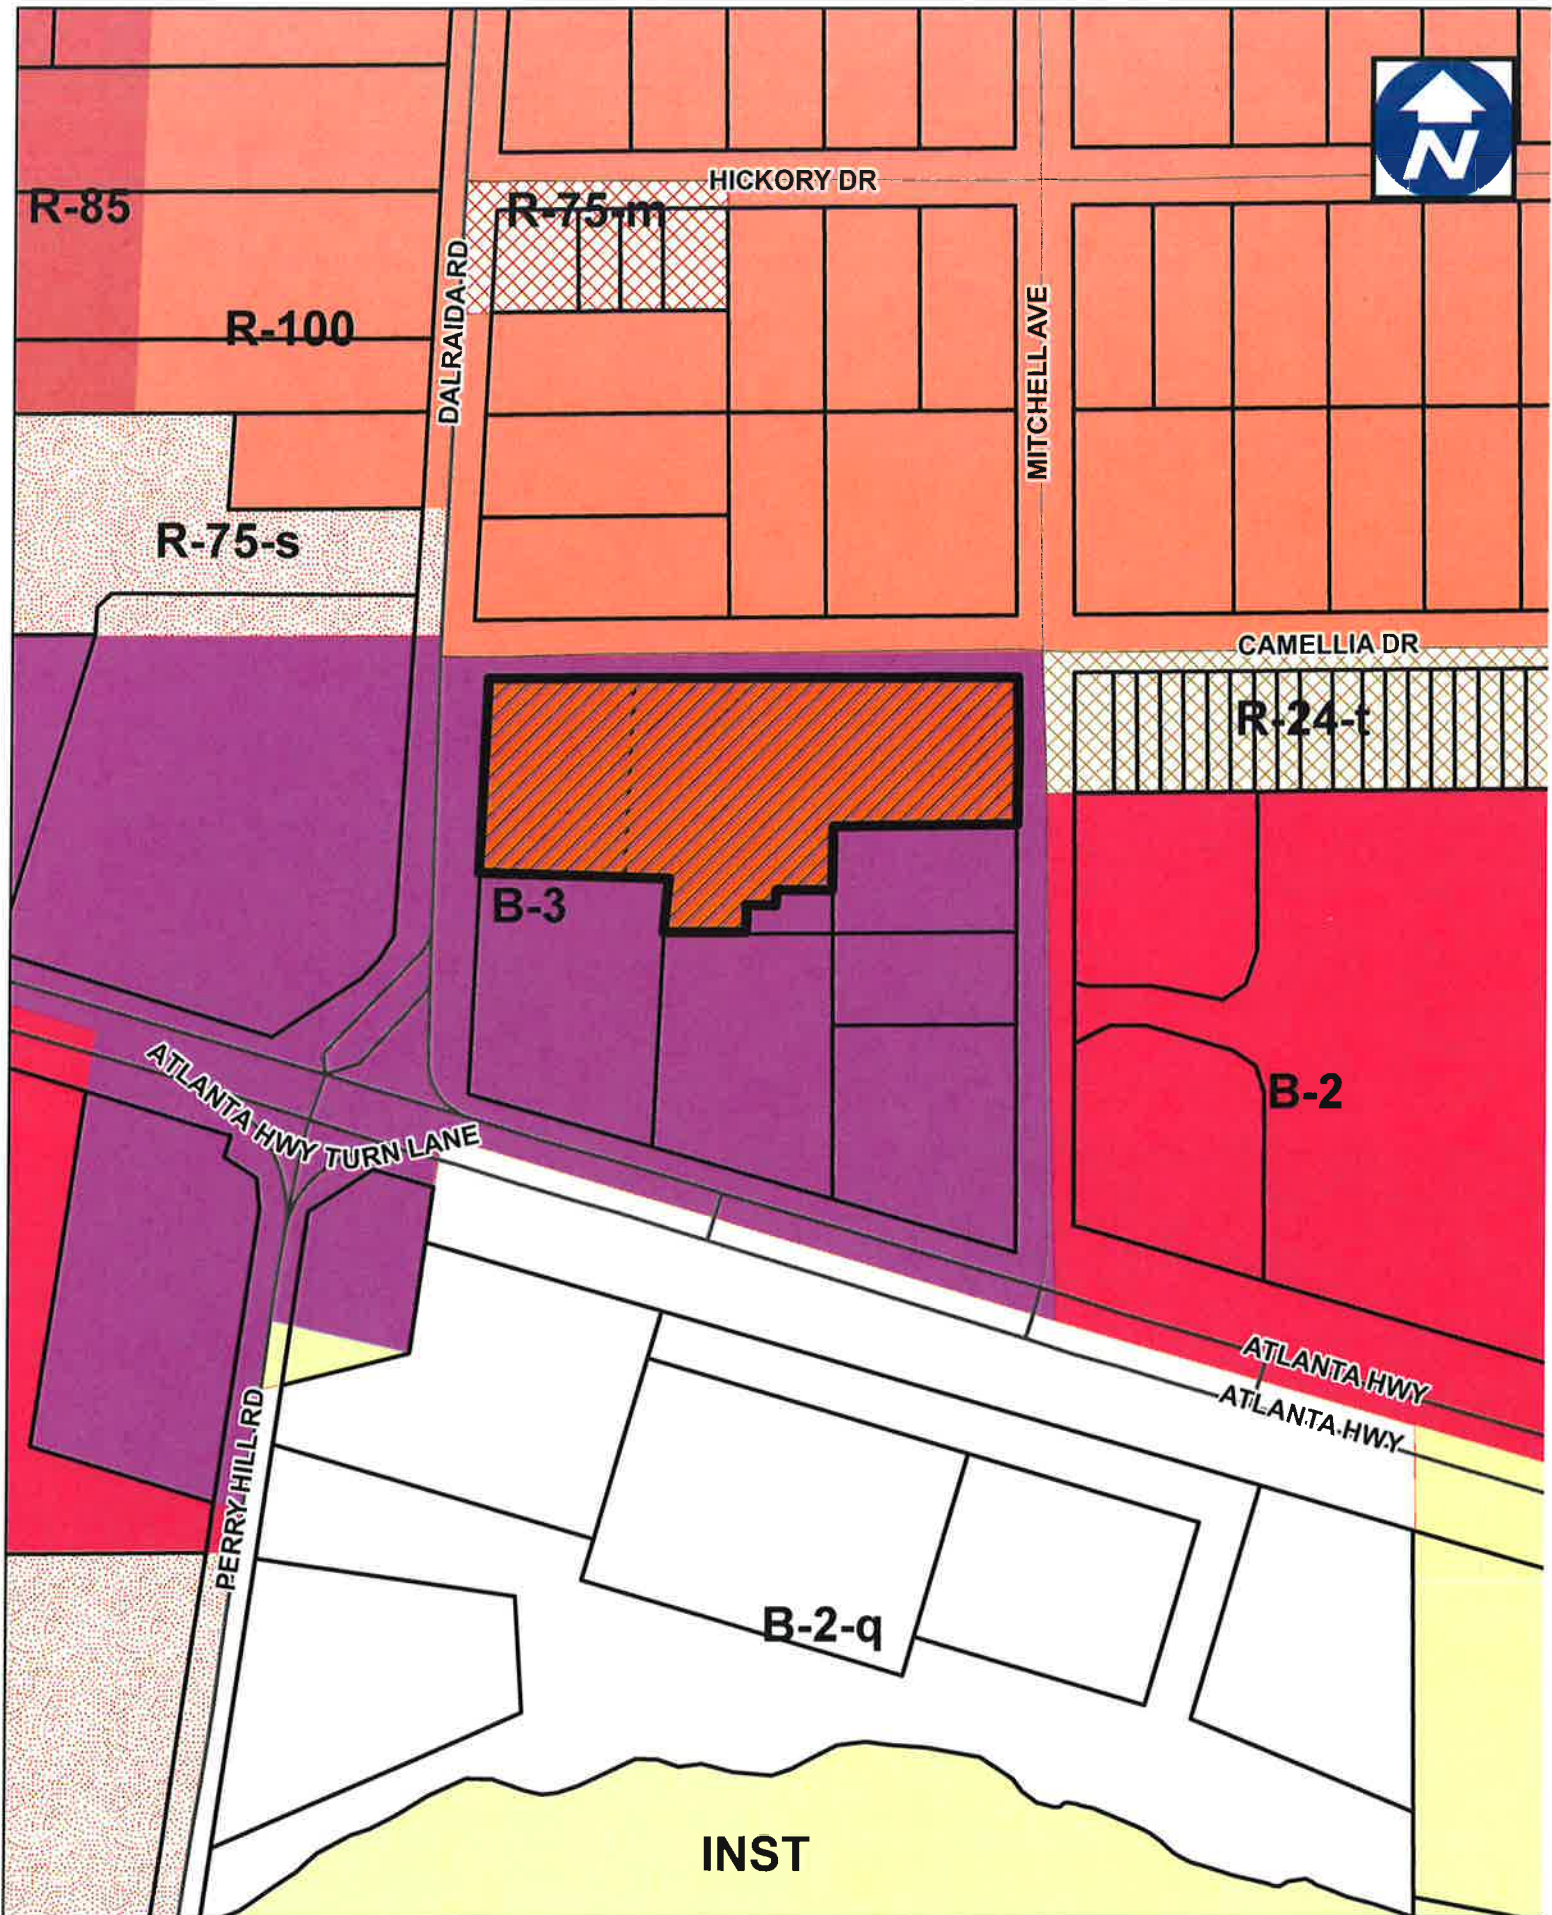 N
HICKORY DR
R-85
R-75-m
DALRAIDA RD
R-100
MITCHELL AVE
R-75-s
CAMELLIA DR
R-24-t
B-3
ATLANTA HWY TURN LANE
B-2
ATLANTA HWY
ATLANTA HWY
PERRY HILL RD
B-2-q
INST